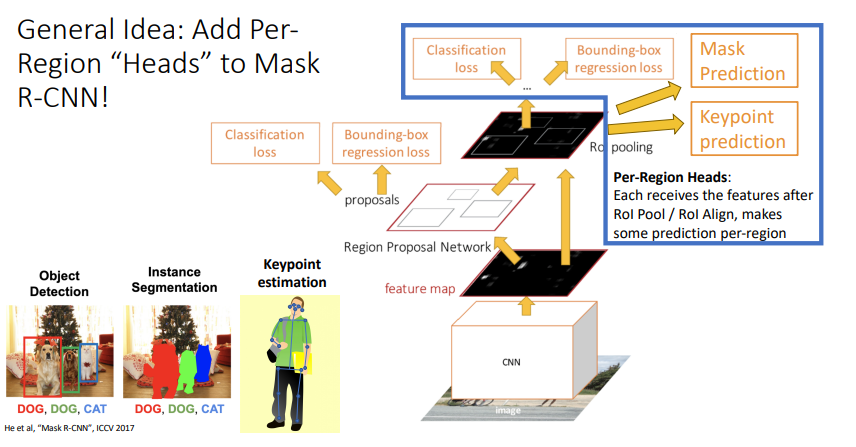 General Idea: Add Per-
Region “Heads” to Mask
R-CNN!
Classification
loss
Bounding-box
regression loss
Mask
Prediction
...
Keypoint
prediction
Classification
loss
Bounding-box
regression loss
RoI pooling
proposals
Per-Region Heads:
Each receives the features after
RoI Pool / RoI Align, makes
some prediction per-region
Region Proposal Network
feature map
CNN
image
Object
Detection
Instance
Segmentation
Keypoint
estimation
DOG, DOG, CAT
DOG, DOG, CAT
He et al, “Mask R-CNN”, ICCV 2017